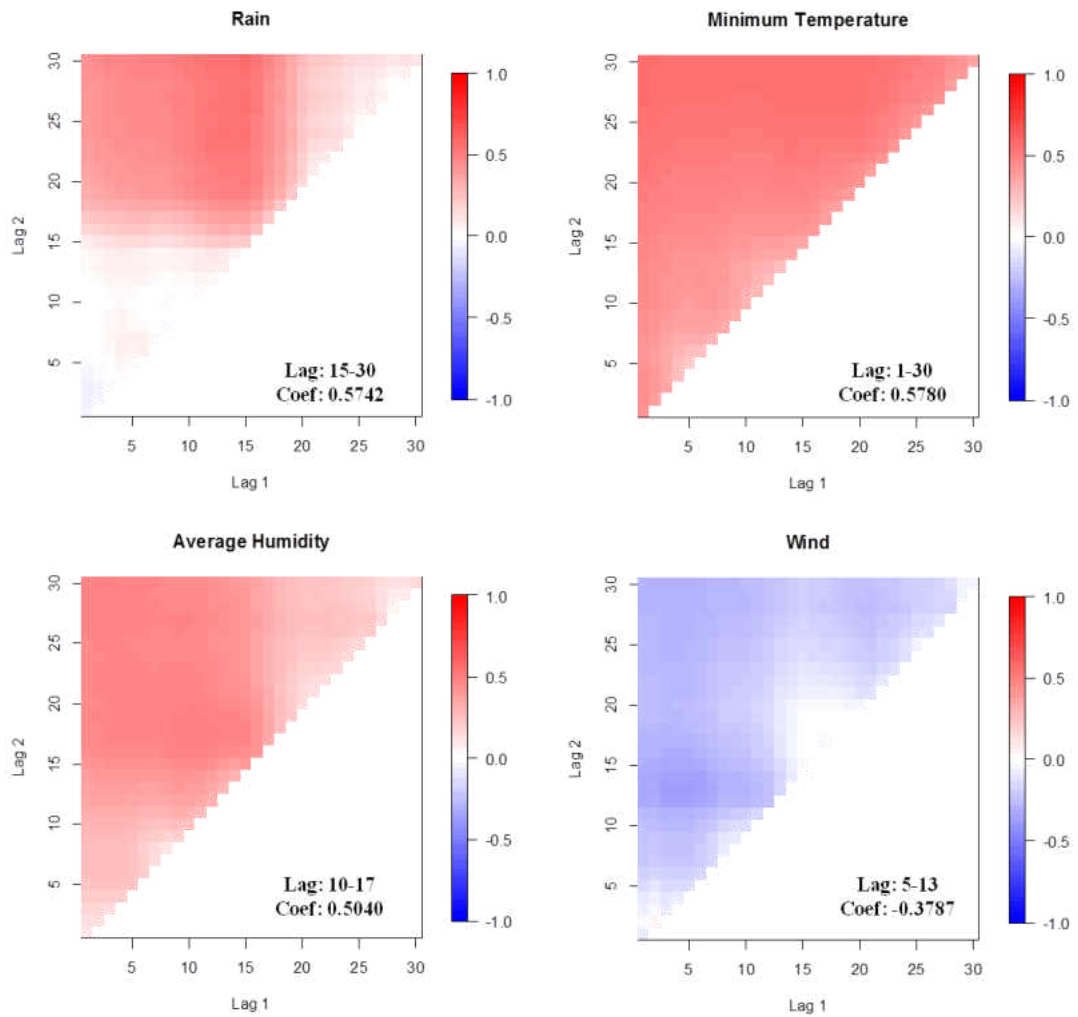 Rain
30
25
20
15
10
5
Lag 2
5 10 15 20 25 30
Lag 1
1.0
0.5
0.0
-0.5
-1.0
Lag: 15-30
Coef: 0.5742
Minimum Temperature
30
25
20
15
10
5
Lag 2
5 10 15 20 25 30
Lag 1
1.0
0.5
0.0
-0.5
-1.0
Lag: 1-30
Coef: 0.5780
Average Humidity
30
25
20
15
10
5
Lag 2
5 10 15 20 25 30
Lag 1
1.0
0.5
0.0
-0.5
-1.0
Lag: 10-17
Coef: 0.5040
Wind
30
25
20
15
10
5
Lag 2
5 10 15 20 25 30
Lag 1
1.0
0.5
0.0
-0.5
-1.0
Lag: 5-13
Coef: -0.3787